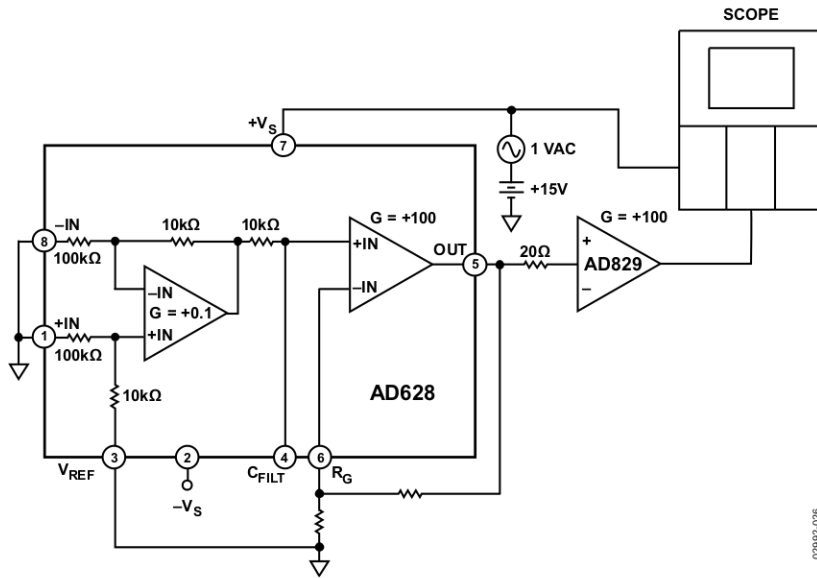 SCOPE
+VS
7
1 VAC
+15V
–IN
8
100kΩ
10kΩ
10kΩ
G = +100
G = +100
+IN
OUT
5
20Ω
+
AD829
–
–IN
G = +0.1
+IN
–IN
+IN
1
100kΩ
10kΩ
AD628
VREF
3
2
–VS
4
CFILT
6
RG
02992-026